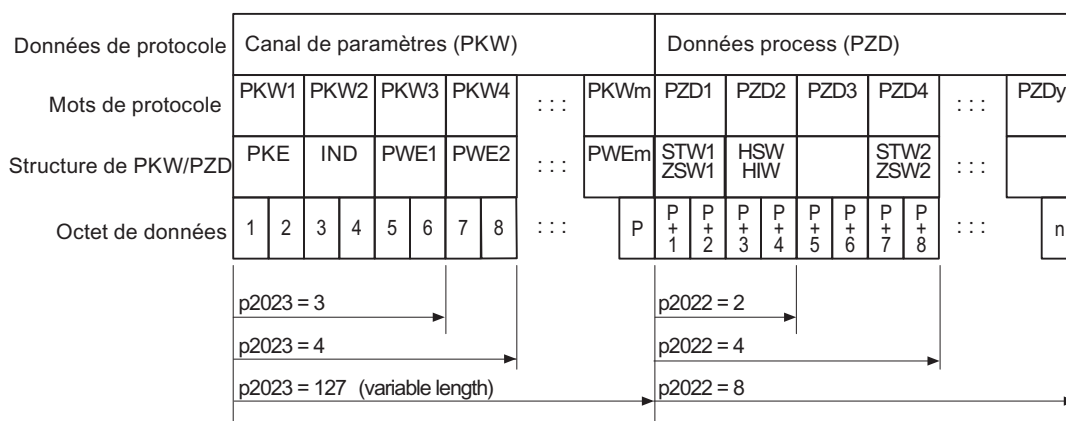 Données de protocole Canal de paramètres (PKW) Données process (PZD)
Mots de protocole PKW1 PKW2 PKW3 PKW4 : : : PKWm PZD1 PZD2 PZD3 PZD4 : : : PZDy
Structure de PKW/PZD PKE IND PWE1 PWE2 : : : PWEm STW1 ZSW1 HSW HIW STW2 ZSW2 : : :
Octet de données 1 2 3 4 5 6 7 8 : : : P P+1 P+2 P+3 P+4 P+5 P+6 P+7 P+8 : : : n
p2023 = 3 p2022 = 2
p2023 = 4 p2022 = 4
p2023 = 127 (variable length) p2022 = 8